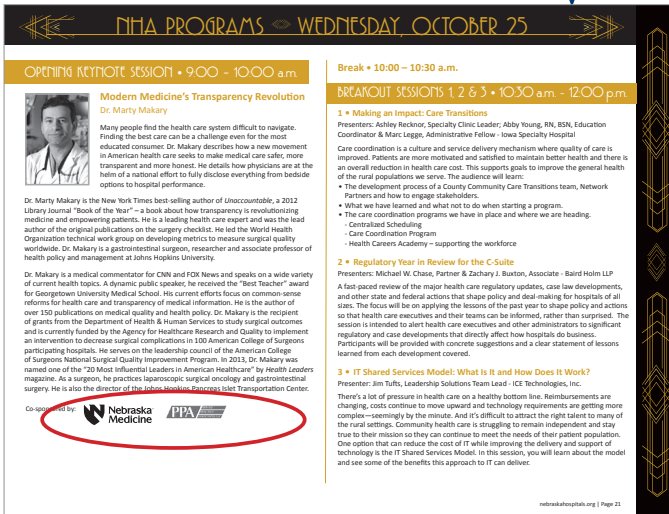 NHA PROGRAMS WEDNESDAY, OCTOBER 25
OPENING KEYNOTE SESSION • 9:00 - 10:00 a.m.
Modern Medicine's Transparency Revolution
Dr. Marty Makary
Many people find the health care system difficult to navigate.
Finding the best care can be a challenge even for the most
educated consumer. Dr. Makary describes how a new movement
in American health care seeks to make medical care safer, more
transparent and more honest. He details how physicians are at the
helm of a national effort to fully disclose everything from bedside
options to hospital performance.
Dr. Marty Makary is the New York Times best-selling author of Unaccountable, a 2012
Library Journal "Book of the Year" – a book about how transparency is revolutionizing
medicine and empowering patients. He is a leading health care expert and was the lead
author of the original publications on the surgery checklist. He led the World Health
Organization technical work group on developing metrics to measure surgical quality
worldwide. Dr. Makary is a gastrointestinal surgeon, researcher and associate professor of
health policy and management at Johns Hopkins University.
Dr. Makary is a medical commentator for CNN and FOX News and speaks on a wide variety
of current health topics. A dynamic public speaker, he received the "Best Teacher" award
for Georgetown University Medical School. His current efforts focus on common-sense
reforms for health care and transparency of medical information. He is the author of
over 150 publications on medical quality and health policy. Dr. Makary is the recipient
of grants from the Department of Health & Human Services to study surgical outcomes
and is currently funded by the Agency for Healthcare Research and Quality to implement
an intervention to decrease surgical complications in 100 American College of Surgeons
participating hospitals. He serves on the leadership council of the American College
of Surgeons National Surgical Quality Improvement Program. In 2013, Dr. Makary was
named one of the "20 Most Influential Leaders in American Healthcare" by Health Leaders
magazine. As a surgeon, he practices laparoscopic surgical oncology and gastrointestinal
surgery. He is also the director of the Johns Hopkins Pancreas Islet Transportation Center.
Co-sponsored by:
Nebraska
Medicine
PPA
Break • 10:00 – 10:30 a.m.
BREAKOUT SESSIONS 1, 2 & 3 • 10:30 a.m. - 12:00 p.m.
1 • Making an Impact: Care Transitions
Presenters: Ashley Recknor, Specialty Clinic Leader; Abby Young, RN, BSN, Education
Coordinator & Marc Legge, Administrative Fellow - Iowa Specialty Hospital
Care coordination is a culture and service delivery mechanism where quality of care is
improved. Patients are more motivated and satisfied to maintain better health and there is
an overall reduction in health care cost. This supports goals to improve the general health
of the rural populations we serve. The audience will learn:
• The development process of a County Community Care Transitions team, Network
Partners and how to engage stakeholders.
• What we have learned and what not to do when starting a program.
• The care coordination programs we have in place and where we are heading.
- Centralized Scheduling
- Care Coordination Program
- Health Careers Academy – supporting the workforce
2 • Regulatory Year in Review for the C-Suite
Presenters: Michael W. Chase, Partner & Zachary J. Buxton, Associate - Baird Holm LLP
A fast-paced review of the major health care regulatory updates, case law developments,
and other state and federal actions that shape policy and deal-making for hospitals of all
sizes. The focus will be on applying the lessons of the past year to shape policy and actions
so that health care executives and their teams can be informed, rather than surprised. The
session is intended to alert health care executives and other administrators to significant
regulatory and case developments that directly affect how hospitals do business.
Participants will be provided with concrete suggestions and a clear statement of lessons
learned from each development covered.
3 • IT Shared Services Model: What Is It and How Does It Work?
Presenter: Jim Tufts, Leadership Solutions Team Lead - ICE Technologies, Inc.
There's a lot of pressure in health care on a healthy bottom line. Reimbursements are
changing, costs continue to move upward and technology requirements are getting more
complex—seemingly by the minute. And it's difficult to attract the right talent to many of
the rural settings. Community health care is struggling to remain independent and stay
true to their mission so they can continue to meet the needs of their patient population.
One option that can reduce the cost of IT while improving the delivery and support of
technology is the IT Shared Services Model. In this session, you will learn about the model
and see some of the benefits this approach to IT can deliver.
nebraskahospitals.org | Page 21